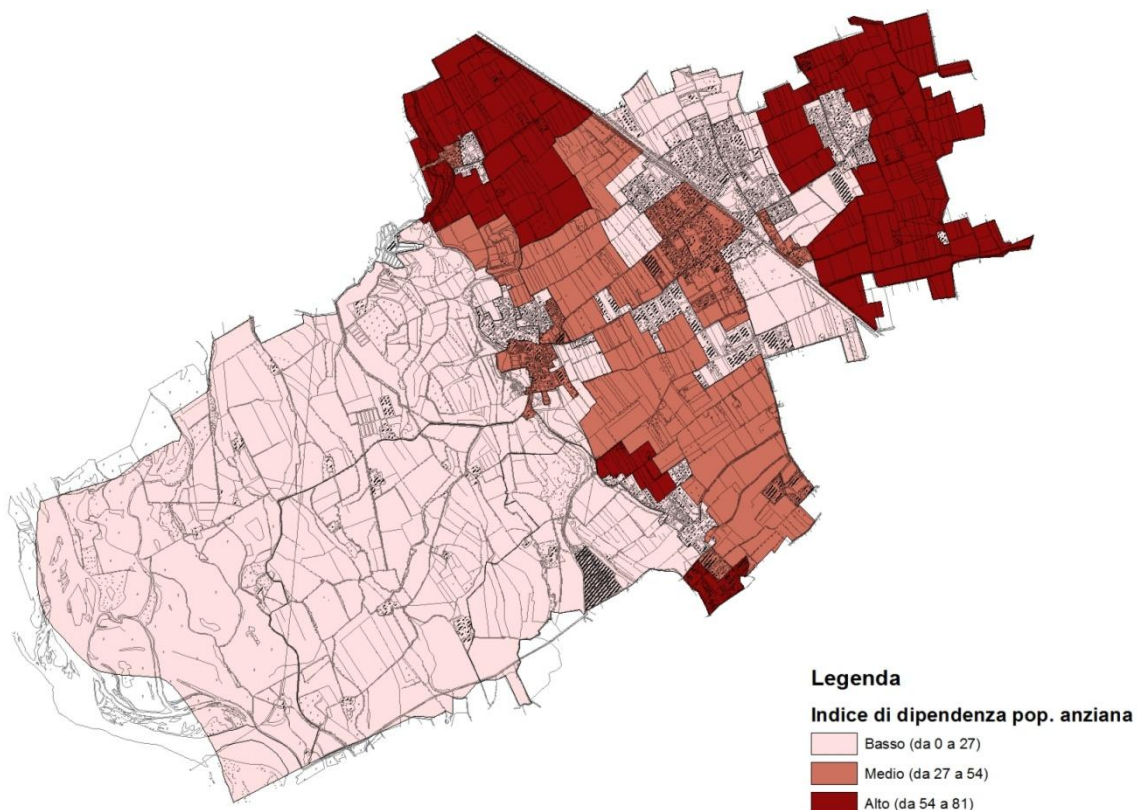 Legenda
Indice di dipendenza pop. anziana
Basso (da 0 a 27)
Medio (da 27 a 54)
Alto (da 54 a 81)